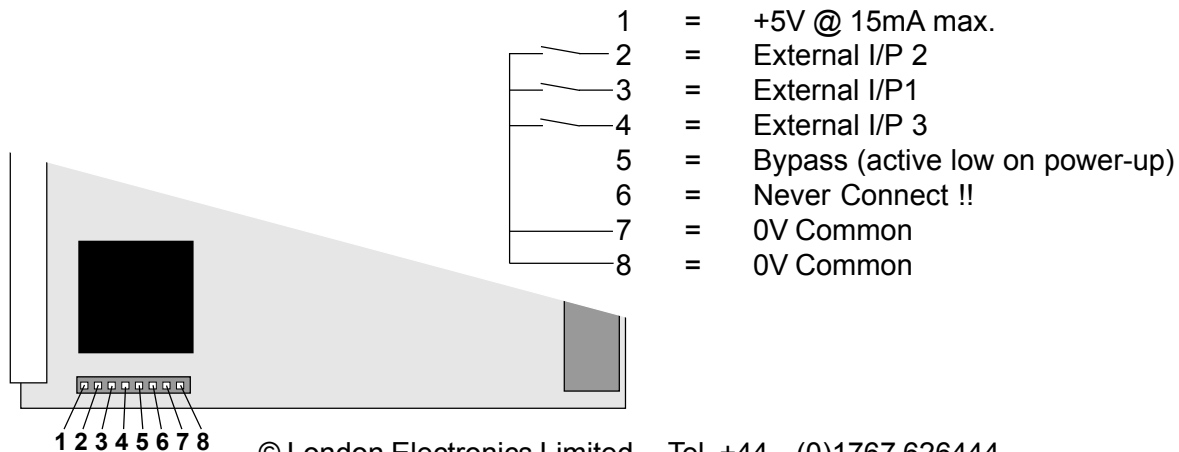 1 = +5V @ 15mA max.
2 = External I/P 2
3 = External I/P1
4 = External I/P 3
5 = Bypass (active low on power-up)
6 = Never Connect !!
7 = 0V Common
8 = 0V Common
1 2 3 4 5 6 7 8
© London Electronics Limited Tel +44 (0)1767 626444